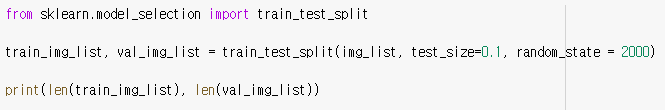 from sklearn.model_selection import train_test_split
train_img_list, val_img_list = train_test_split(img_list, test_size=0.1, random_state = 2000)
print(len(train_img_list), len(val_img_list))